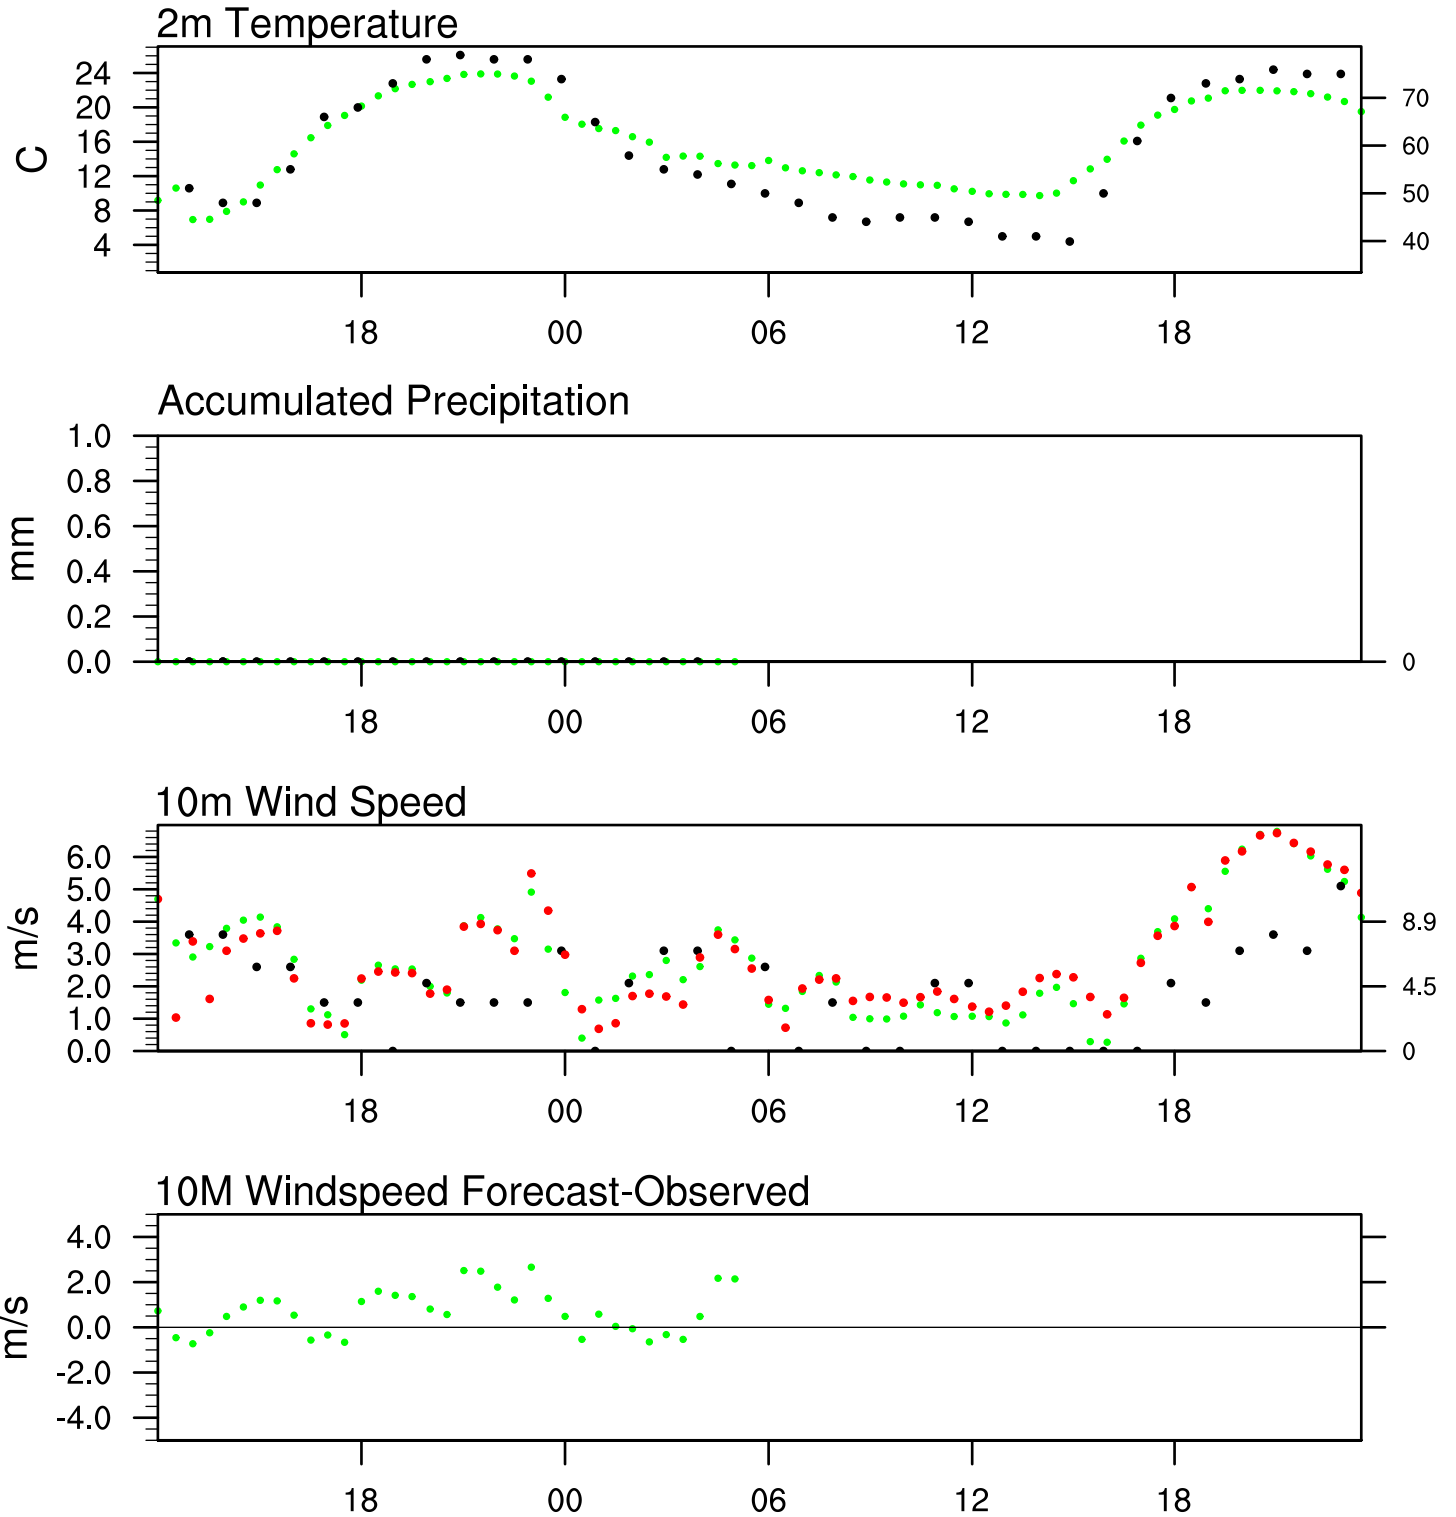 2m Temperature
24
20
16
12
8
4
C
70
60
50
40
18 00 06 12 18
Accumulated Precipitation
1.0
0.8
0.6
0.4
0.2
0.0
mm
0
18 00 06 12 18
10m Wind Speed
6.0
5.0
4.0
3.0
2.0
1.0
0.0
m/s
8.9
4.5
0
18 00 06 12 18
10M Windspeed Forecast-Observed
4.0
2.0
0.0
-2.0
-4.0
m/s
18 00 06 12 18